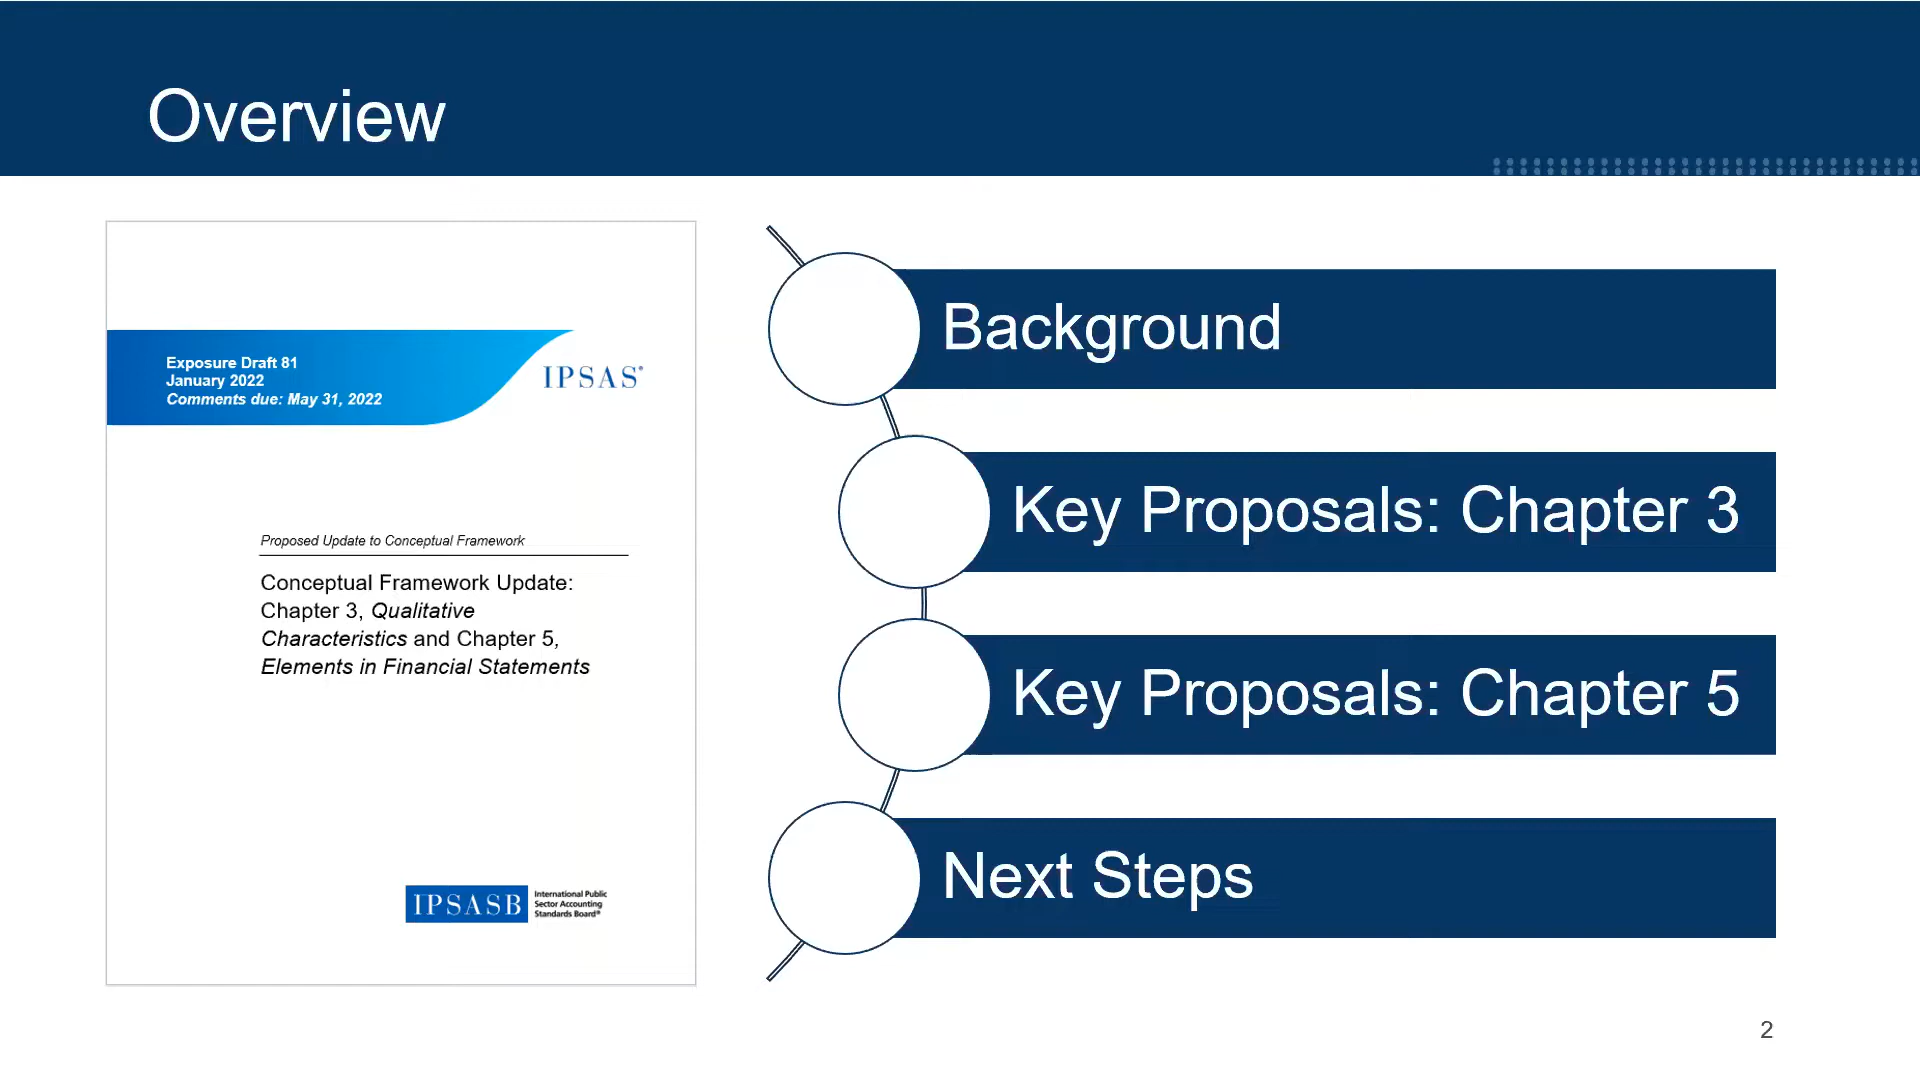 Overview
Exposure Draft 81
January 2022
Comments due: May 31, 2022
IPSAS®
Proposed Update to Conceptual Framework
Conceptual Framework Update:
Chapter 3, Qualitative
Characteristics and Chapter 5,
Elements in Financial Statements
IPSASB
International Public
Sector Accounting
Standards Board®
Background
Key Proposals: Chapter 3
Key Proposals: Chapter 5
Next Steps
2